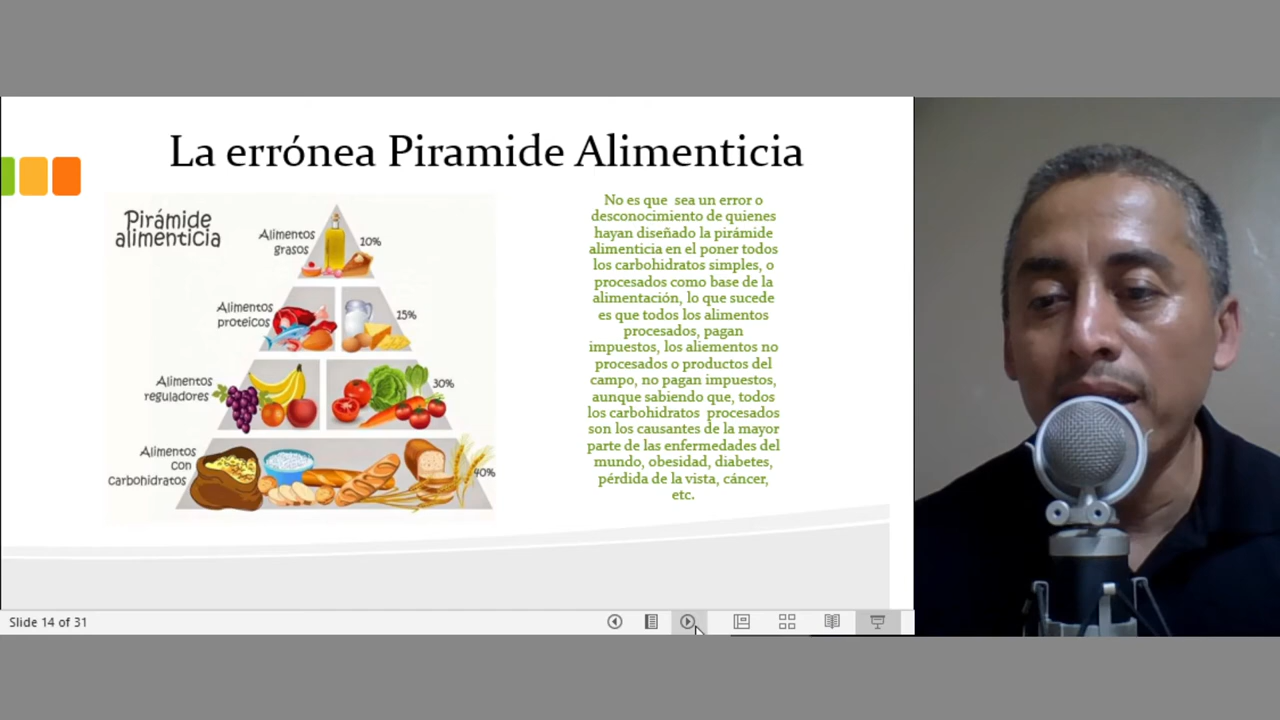 La errónea Piramide Alimenticia
Pirámide
alimenticia
Alimentos
grasos
10%
Alimentos
proteicos
15%
Alimentos
reguladores
30%
Alimentos
con
carbohidratos
40%
No es que sea un error o
desconocimiento de quienes
hayan diseñado la pirámide
alimenticia en el poner todos
los carbohidratos simples, o
procesados como base de la
alimentación, lo que sucede
es que todos los alimentos
procesados, pagan
impuestos, los aliementos no
procesados o productos del
campo, no pagan impuestos,
aunque sabiendo que, todos
los carbohidratos procesados
son los causantes de la mayor
parte de las enfermedades del
mundo, obesidad, diabetes,
pérdida de la vista, cáncer,
etc.
Slide 14 of 31